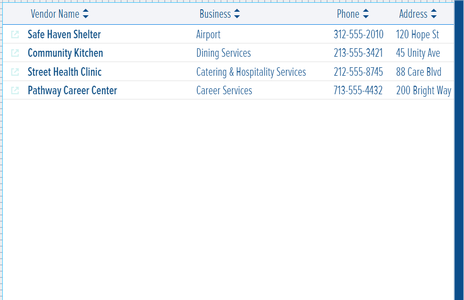 Vendor Name Business Phone Address
Safe Haven Shelter Airport 312-555-2010 120 Hope St
Community Kitchen Dining Services 213-555-3421 45 Unity Ave
Street Health Clinic Catering & Hospitality Services 212-555-8745 88 Care Blvd
Pathway Career Center Career Services 713-555-4432 200 Bright Way